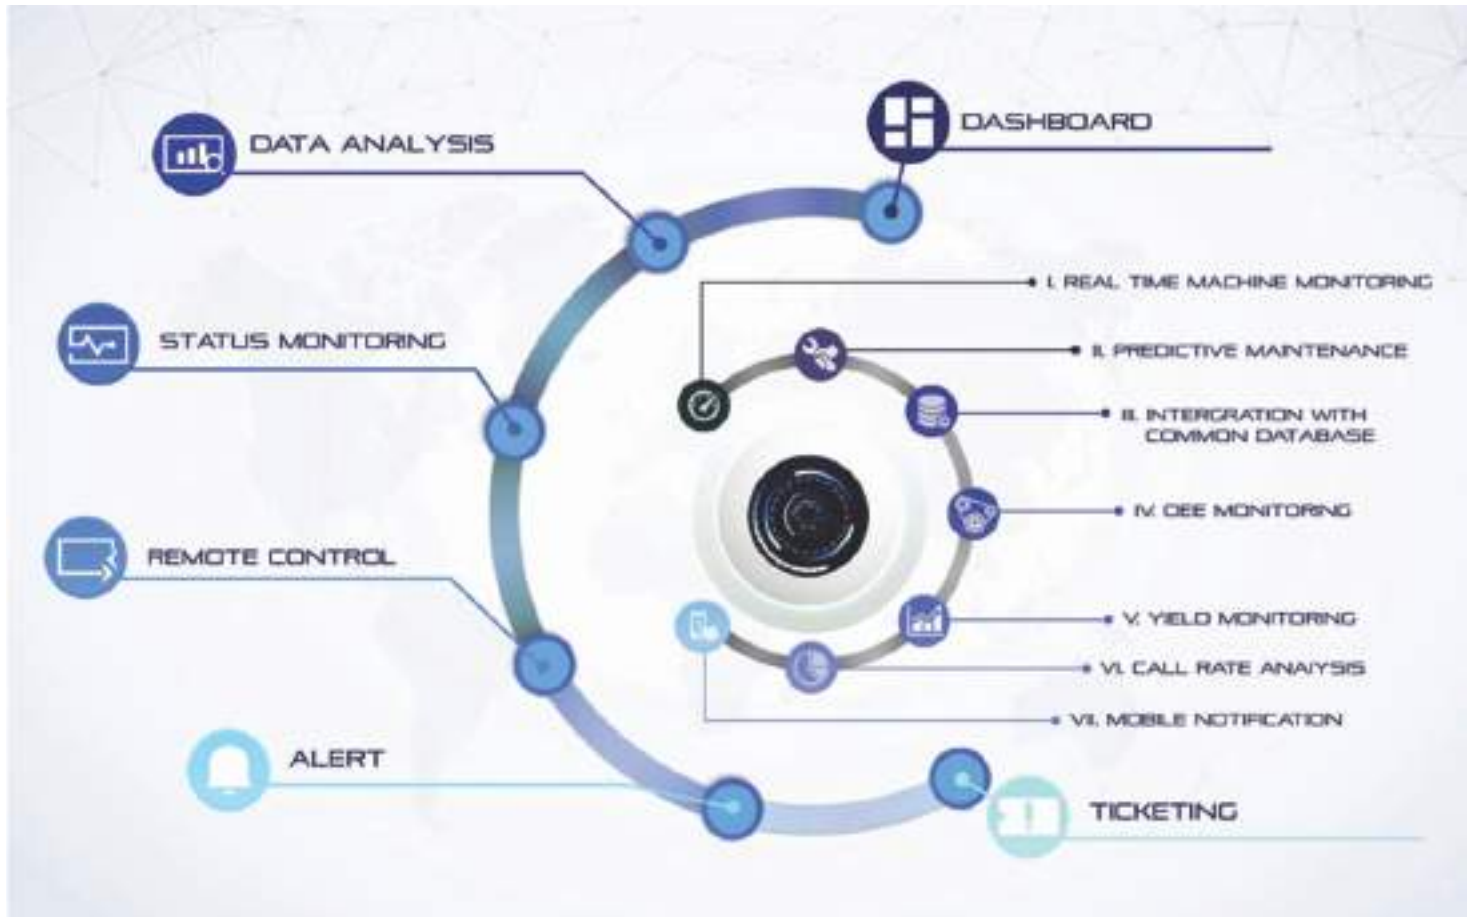 DASHBOARD
DATA ANALYSIS
STATUS MONITORING
REMOTE CONTROL
ALERT
TICKETING
I. REAL TIME MACHINE MONITORING
II. PREDICTIVE MAINTENANCE
III. INTERGRATION WITH
COMMON DATABASE
IV. OEE MONITORING
V. YIELD MONITORING
VI. CALL RATE ANAIYSIS
VII. MOBILE NOTIFICATION